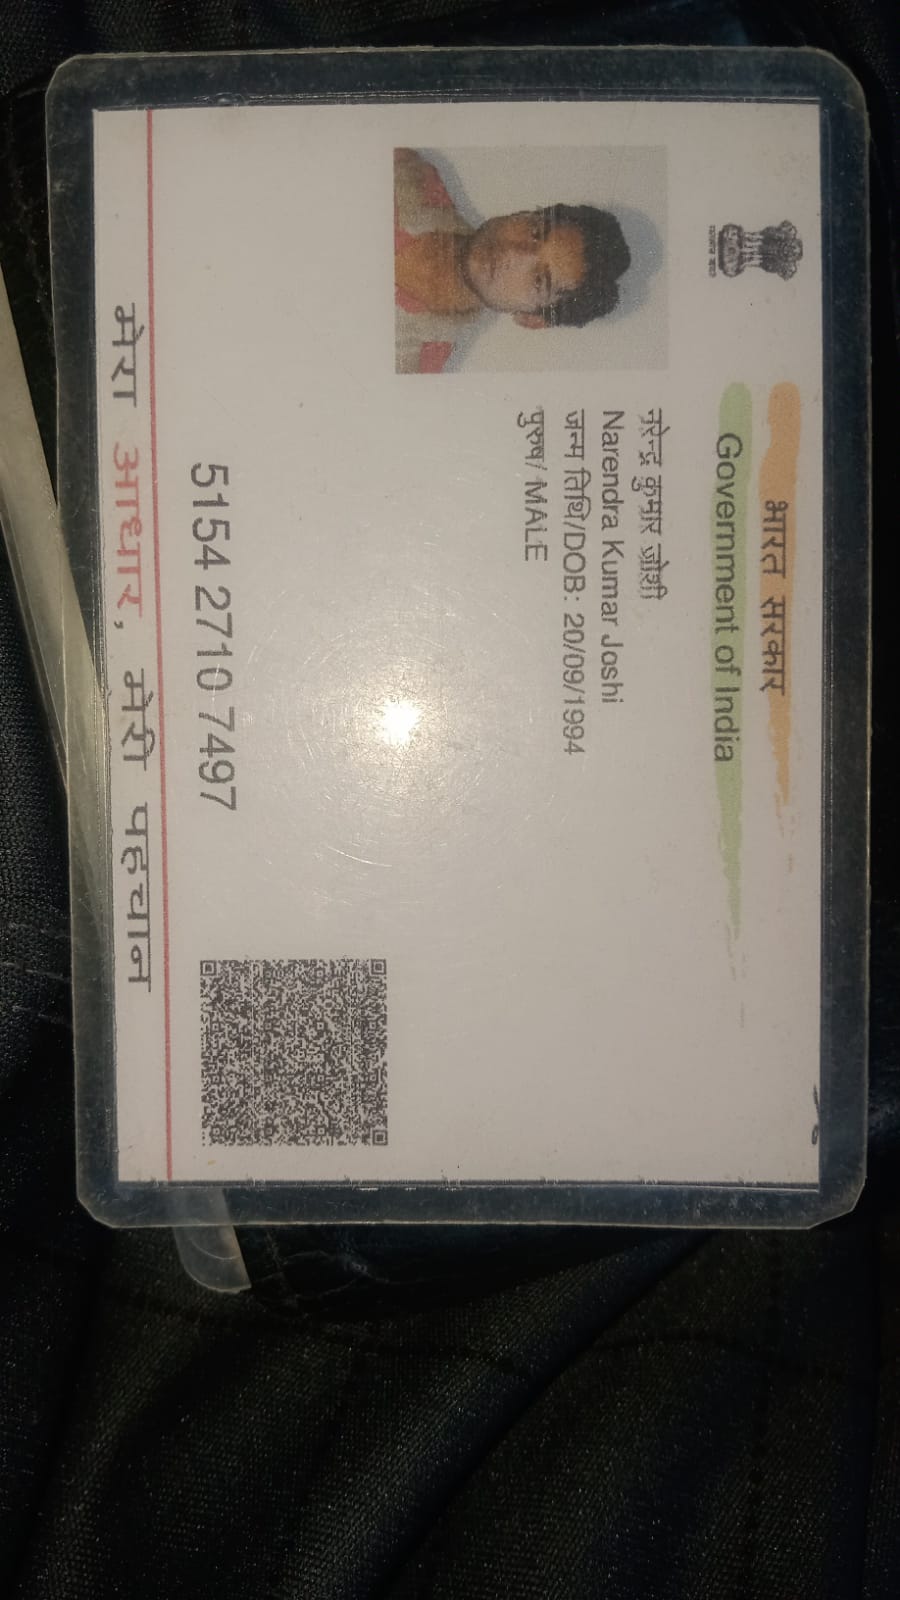 भारत सरकार
Government of India
नरेन्द्र कुमार जोशी
Narendra Kumar Joshi
जन्म तिथि/DOB: 20/09/1994
पुरुष/ MALE
5154 2710 7497
मेरा आधार, मेरी पहचान